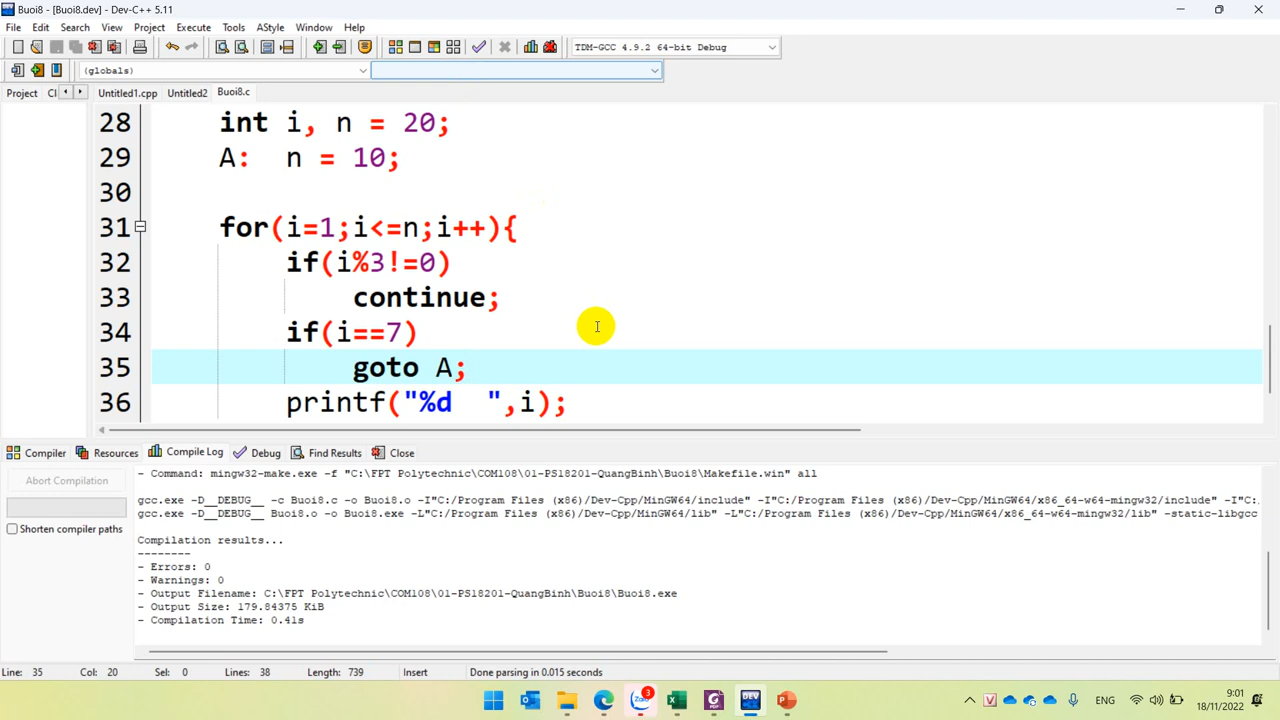 Buoi8 - [Buoi8.dev] - Dev-C++ 5.11
File Edit Search View Project Execute Tools AStyle Window Help
TDM-GCC 4.9.2 64-bit Debug
(globals)
Project Cl Untitled1.cpp Untitled2 Buoi8.c
28 int i, n = 20;
29 A: n = 10;
30
31 for(i=1;i<=n;i++){
32 if(i%3!=0)
33 continue;
34 if(i==7)
35 goto A;
36 printf("%d  ",i);
Compiler Resources Compile Log Debug Find Results Close
Abort Compilation
Shorten compiler paths
- Command: mingw32-make.exe -f "C:\FPT Polytechnic\COM108\01-PS18201-QuangBinh\Buoi8\Makefile.win" all
gcc.exe -D__DEBUG__ -c Buoi8.c -o Buoi8.o -I"C:/Program Files (x86)/Dev-Cpp/MinGW64/include" -I"C:/Program Files (x86)/Dev-Cpp/MinGW64/x86_64-w64-mingw32/include" -I"C:
gcc.exe -D__DEBUG__ Buoi8.o -o Buoi8.exe -L"C:/Program Files (x86)/Dev-Cpp/MinGW64/lib" -L"C:/Program Files (x86)/Dev-Cpp/MinGW64/x86_64-w64-mingw32/lib" -static-libgcc
Compilation results...
--------
- Errors: 0
- Warnings: 0
- Output Filename: C:\FPT Polytechnic\COM108\01-PS18201-QuangBinh\Buoi8\Buoi8.exe
- Output Size: 179.84375 KiB
- Compilation Time: 0.41s
Line: 35 Col: 20 Sel: 0 Lines: 38 Length: 739 Insert Done parsing in 0.015 seconds
Zalo 3 PDF DEV V ENG 9:01
18/11/2022